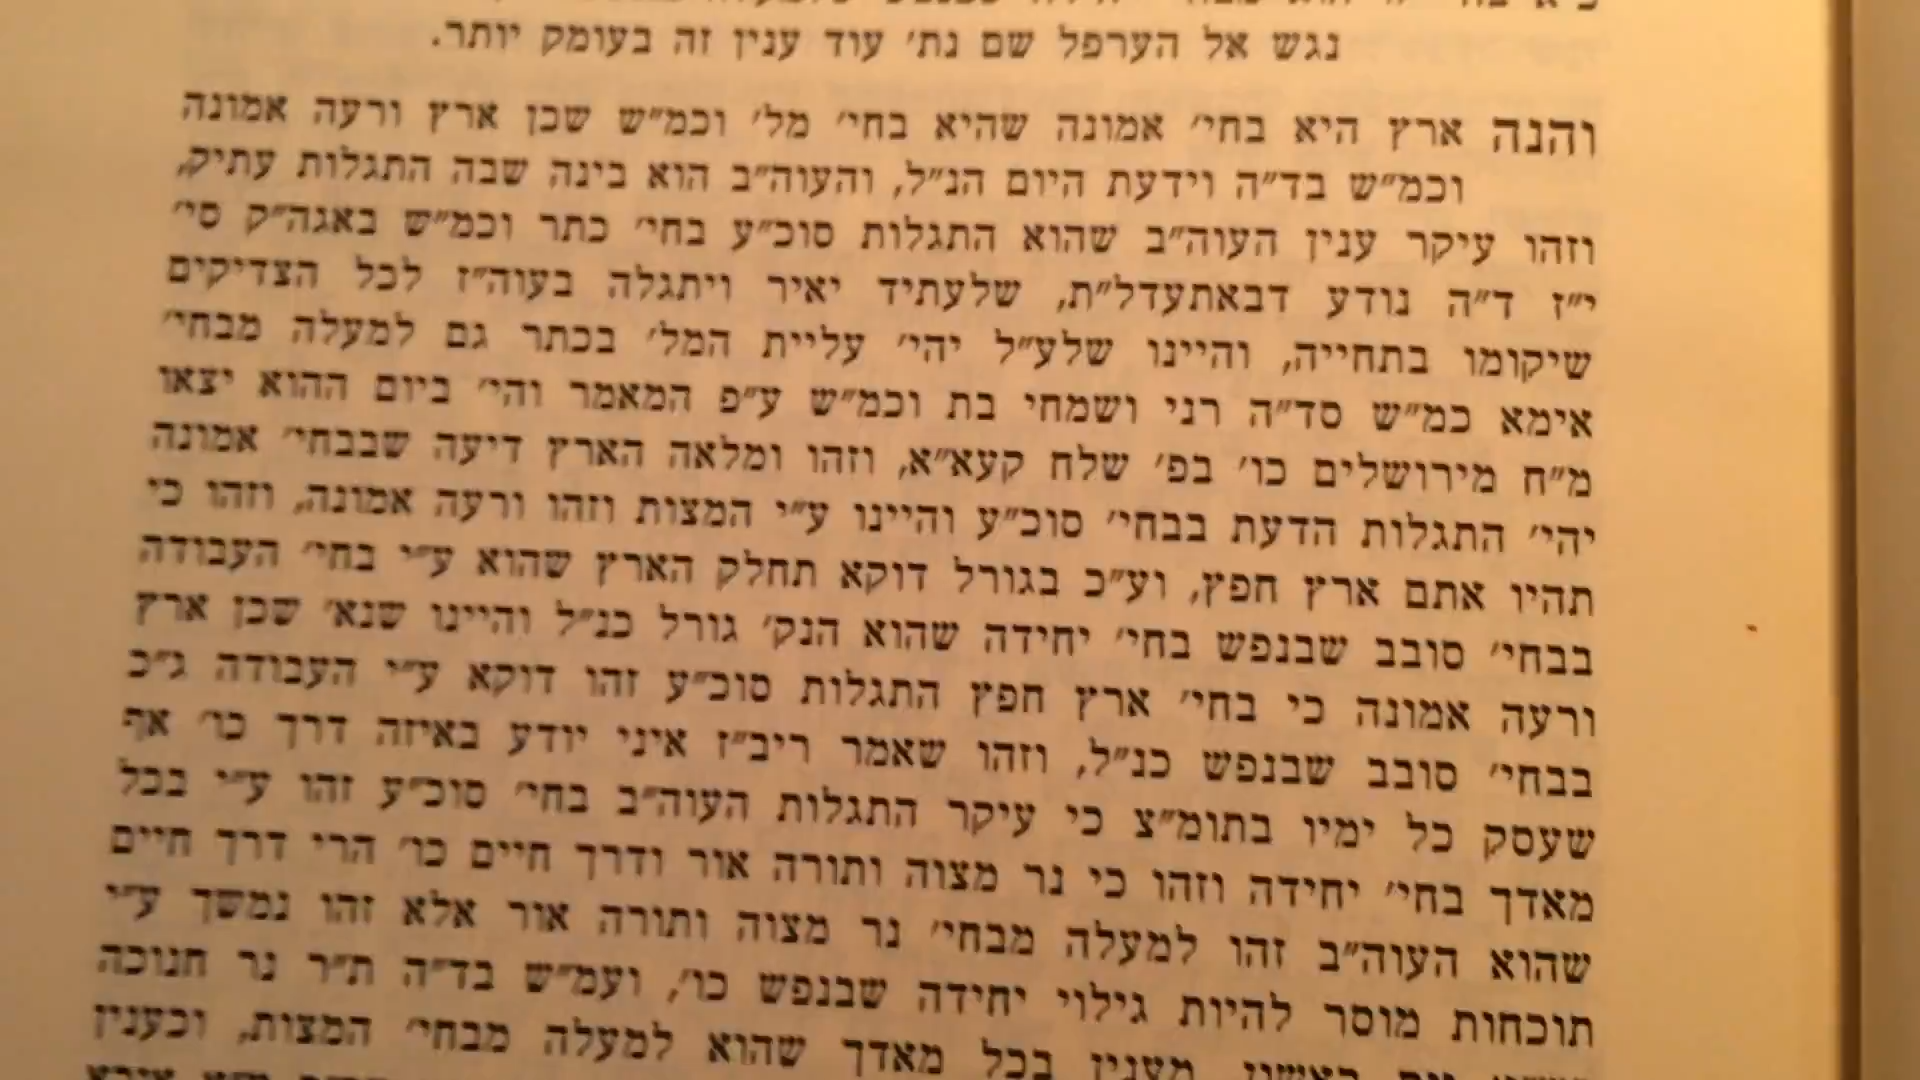 נגש אל הערפל שם נת׳ עוד ענין זה בעומק יותר.
והנה ארץ היא בחי׳ אמונה שהיא בחי׳ מל׳ וכמ״ש שכן ארץ ורעה אמונה
וכמ״ש בד״ה וידעת היום הנ״ל, והעוה״ב הוא בינה שבה התגלות עתיק,
וזהו עיקר ענין העוה״ב שהוא התגלות סוכ״ע בחי׳ כתר וכמ״ש באגה״ק סי׳
י״ז ד״ה נודע דבאתעדל״ת, שלעתיד יאיר ויתגלה בעוה״ז לכל הצדיקים
שיקומו בתחייה, והיינו שלע״ל יהי׳ עליית המל׳ בכתר גם למעלה מבחי׳
אימא כמ״ש סד״ה רני ושמחי בת וכמ״ש ע״פ המאמר והי׳ ביום ההוא יצאו
מ״ח מירושלים כו׳ בפ׳ שלח קעא״א, וזהו ומלאה הארץ דיעה שבבחי׳ אמונה
יהי׳ התגלות הדעת בבחי׳ סוכ״ע והיינו ע״י המצות וזהו ורעה אמונה, וזהו כי
תהיו אתם ארץ חפץ, וע״כ בגורל דוקא תחלק הארץ שהוא ע״י בחי׳ העבודה
בבחי׳ סובב שבנפש בחי׳ יחידה שהוא הנק׳ גורל כנ״ל והיינו שנא׳ שכן ארץ
ורעה אמונה כי בחי׳ ארץ חפץ התגלות סוכ״ע זהו דוקא ע״י העבודה ג״כ
בבחי׳ סובב שבנפש כנ״ל, וזהו שאמר ריב״ז איני יודע באיזה דרך כו׳ אף
שעסק כל ימיו בתומ״צ כי עיקר התגלות העוה״ב בחי׳ סוכ״ע זהו ע״י בכל
מאדך בחי׳ יחידה וזהו כי נר מצוה ותורה אור ודרך חיים כו׳ הרי דרך חיים
שהוא העוה״ב זהו למעלה מבחי׳ נר מצוה ותורה אור אלא זהו נמשך ע״י
תוכחות מוסר להיות גילוי יחידה שבנפש כו׳, ועמ״ש בד״ה ת״ר נר חנוכה
מענין בכל מאדך שהוא למעלה מבחי׳ המצות, וכענין